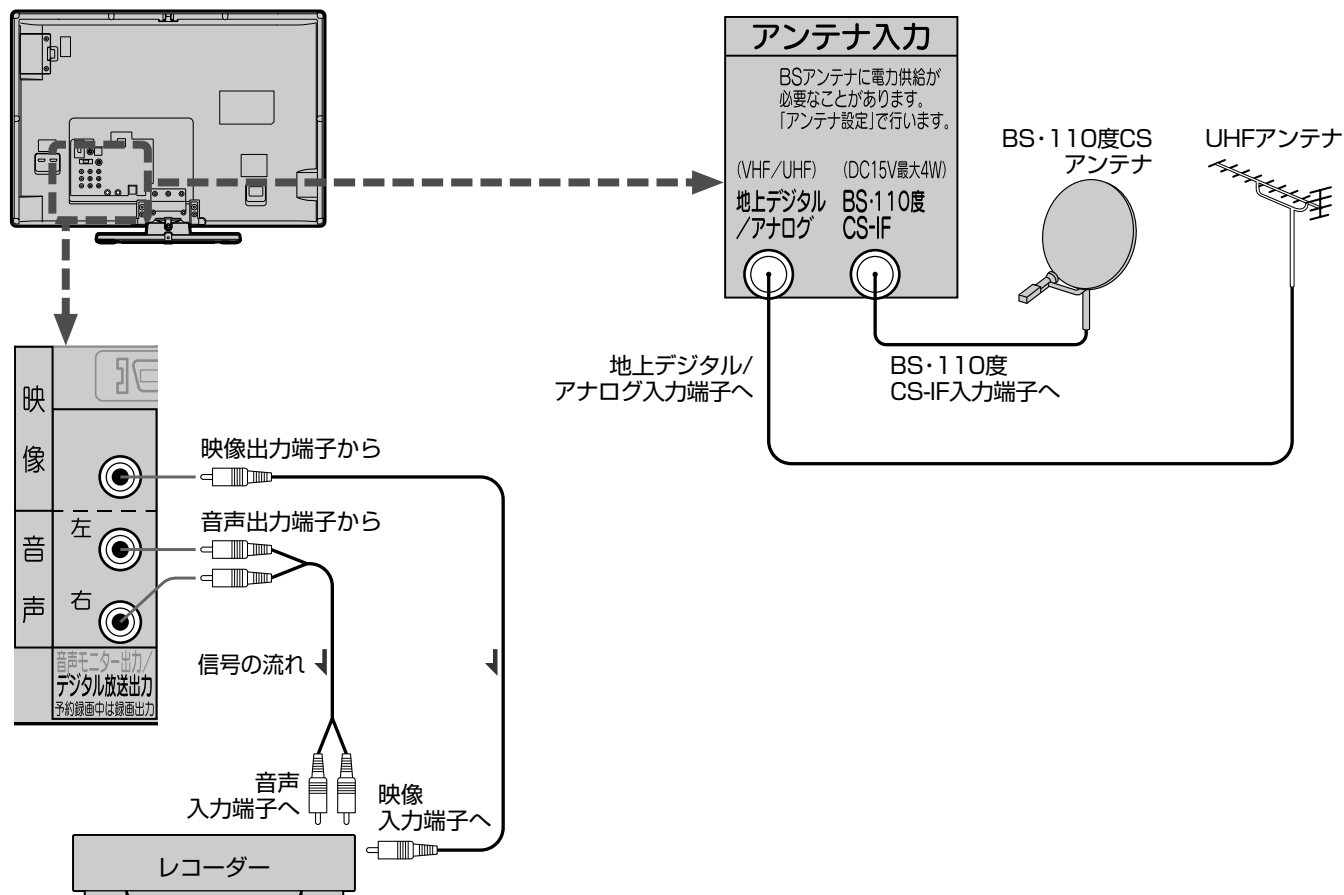 アンテナ入力
BSアンテナに電力供給が
必要なことがあります。
「アンテナ設定」で行います。
(VHF/UHF)
地上デジタル
/アナログ
(DC15V最大4W)
BS・110度
CS-IF
BS・110度CS
アンテナ
UHFアンテナ
地上デジタル/
アナログ入力端子へ
BS・110度
CS-IF入力端子へ
映像
音声
左
右
音声モニター出力/
デジタル放送出力
予約録画中は録画出力
映像出力端子から
音声出力端子から
信号の流れ
音声
入力端子へ
映像
入力端子へ
レコーダー